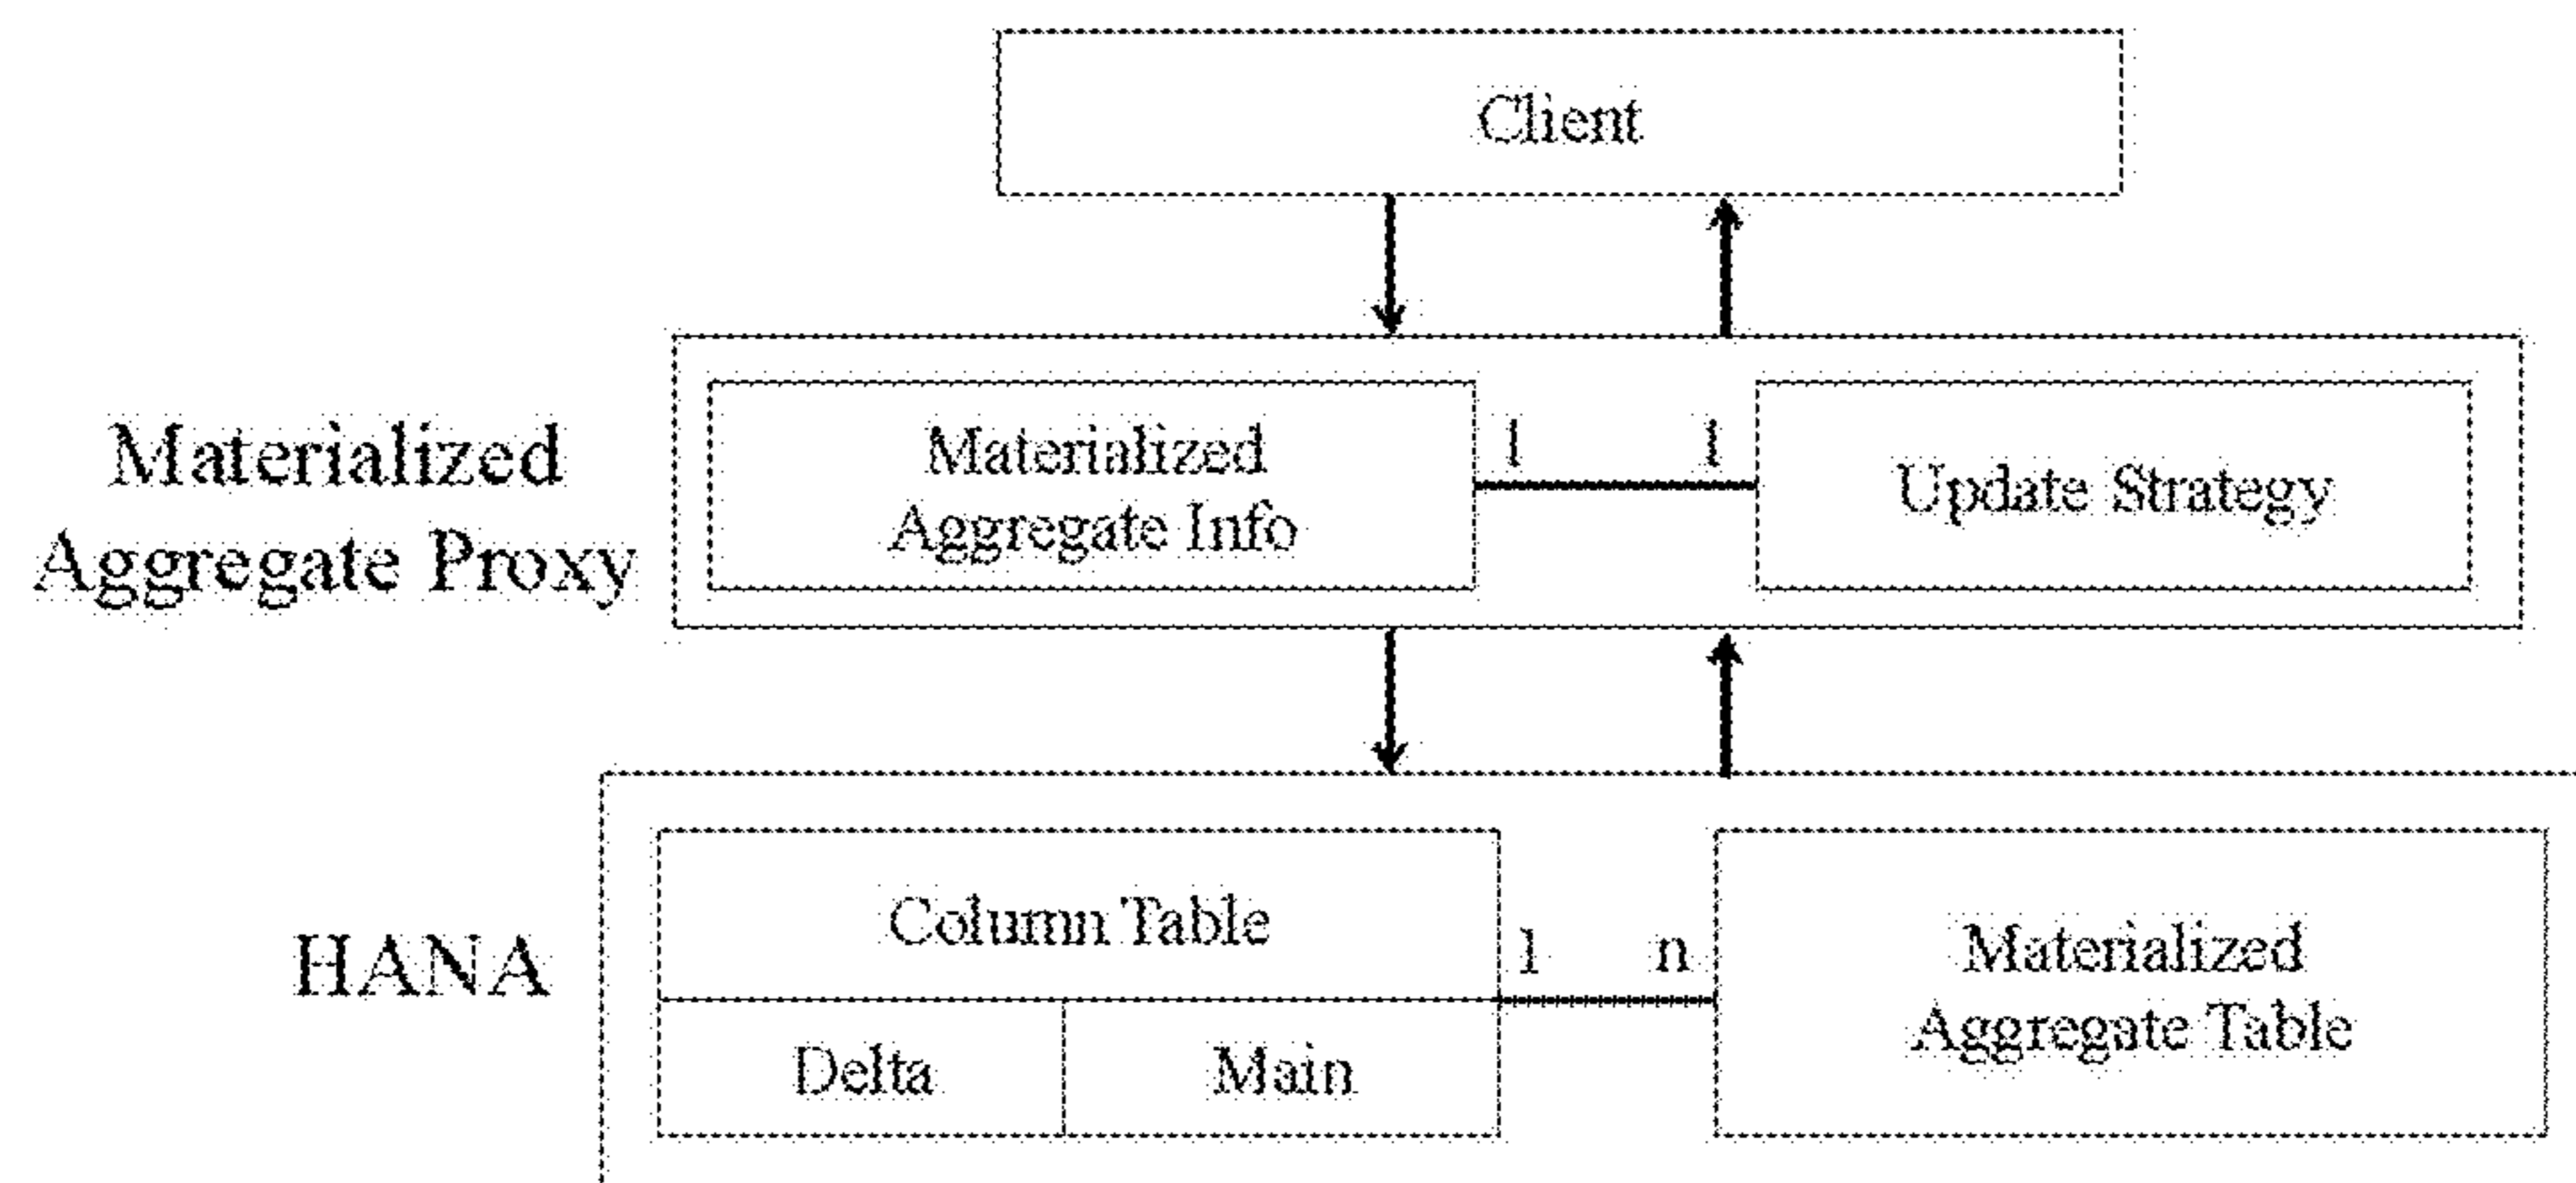 Client
Materialized
Aggregate Proxy
Materialized
Aggregate Info
1 1
Update Strategy
HANA
Column Table
Delta Main
1 n
Materialized
Aggregate Table